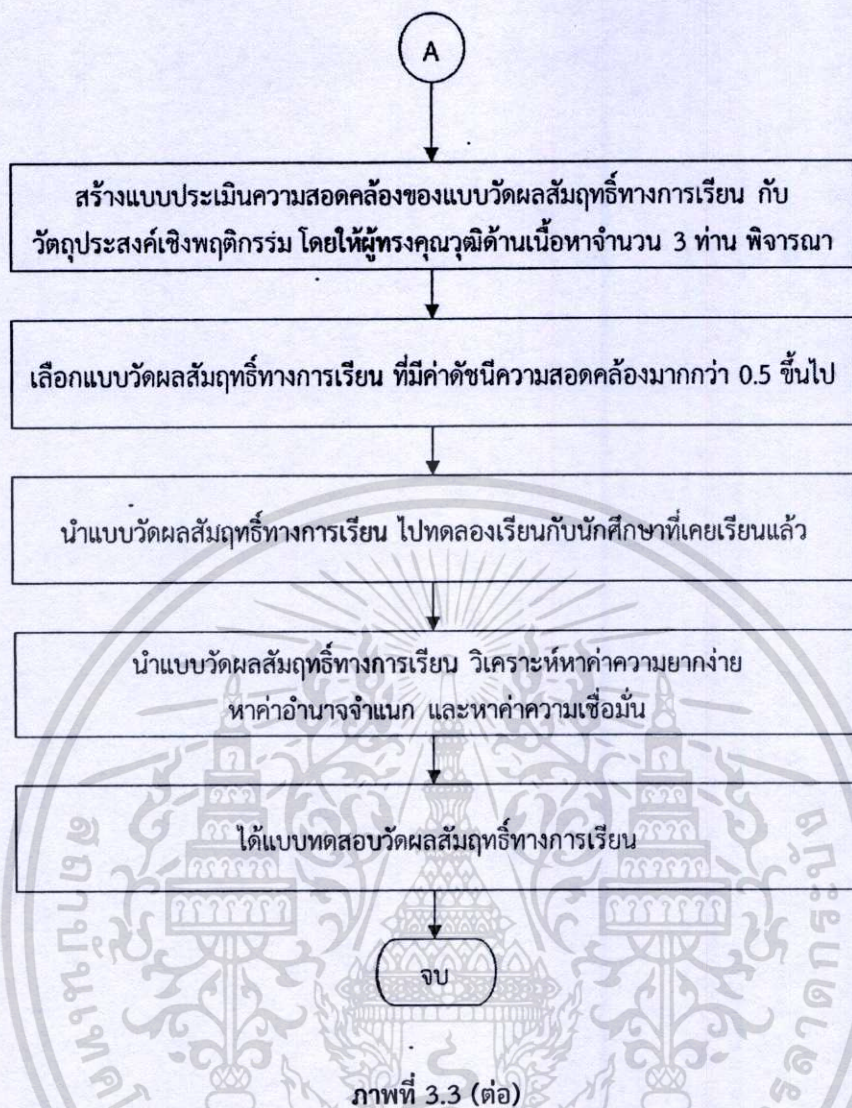 A
สร้างแบบประเมินความสอดคล้องของแบบวัดผลสัมฤทธิ์ทางการเรียน กับ
วัตถุประสงค์เชิงพฤติกรรม โดยให้ผู้ทรงคุณวุฒิด้านเนื้อหาจำนวน 3 ท่าน พิจารณา
เลือกแบบวัดผลสัมฤทธิ์ทางการเรียน ที่มีค่าดัชนีความสอดคล้องมากกว่า 0.5 ขึ้นไป
นำแบบวัดผลสัมฤทธิ์ทางการเรียน ไปทดลองเรียนกับนักศึกษาที่เคยเรียนแล้ว
นำแบบวัดผลสัมฤทธิ์ทางการเรียน วิเคราะห์หาค่าความยากง่าย
หาค่าอำนาจจำแนก และหาค่าความเชื่อมั่น
ได้แบบทดสอบวัดผลสัมฤทธิ์ทางการเรียน
จบ
ภาพที่ 3.3 (ต่อ)